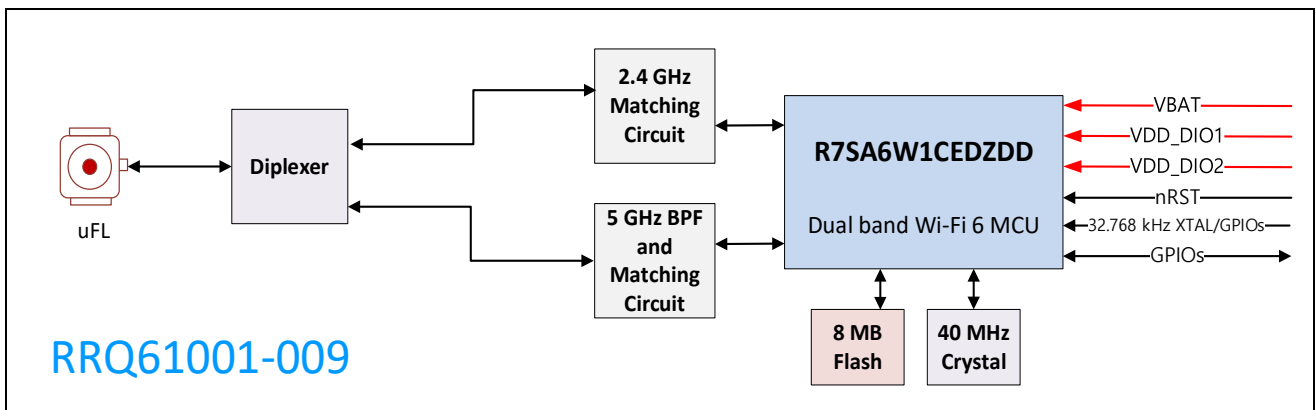 uFL
Diplexer
2.4 GHz
Matching
Circuit
5 GHz BPF
and
Matching
Circuit
R7SA6W1CEDZDD
Dual band Wi-Fi 6 MCU
VBAT
VDD_DIO1
VDD_DIO2
nRST
32.768 kHz XTAL/GPIOs
GPIOs
8 MB
Flash
40 MHz
Crystal
RRQ61001-009